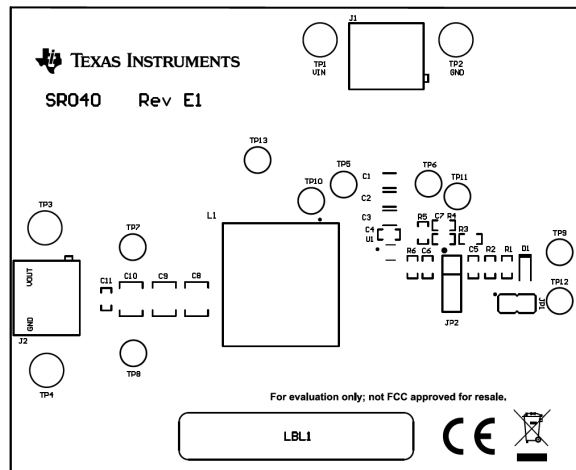 J1
TEXAS INSTRUMENTS
TP1
VIN
TP2
GND
SR040 Rev E1
TP13
TP10
TP5
C1
C2
C3
C4
U1
TP6
TP11
R5
C7
R4
R3
TP3
L1
TP7
TP9
VOUT
GND
J2
C11
C10
C9
C8
R6
C6
C5
R2
R1
D1
JP2
JP1
TP12
TP4
TP8
For evaluation only; not FCC approved for resale.
LBL1
CE